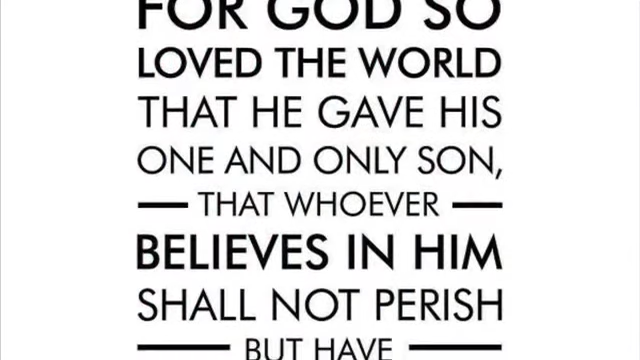 FOR GOD SO
LOVED THE WORLD
THAT HE GAVE HIS
ONE AND ONLY SON,
THAT WHOEVER
BELIEVES IN HIM
SHALL NOT PERISH
BUT HAVE